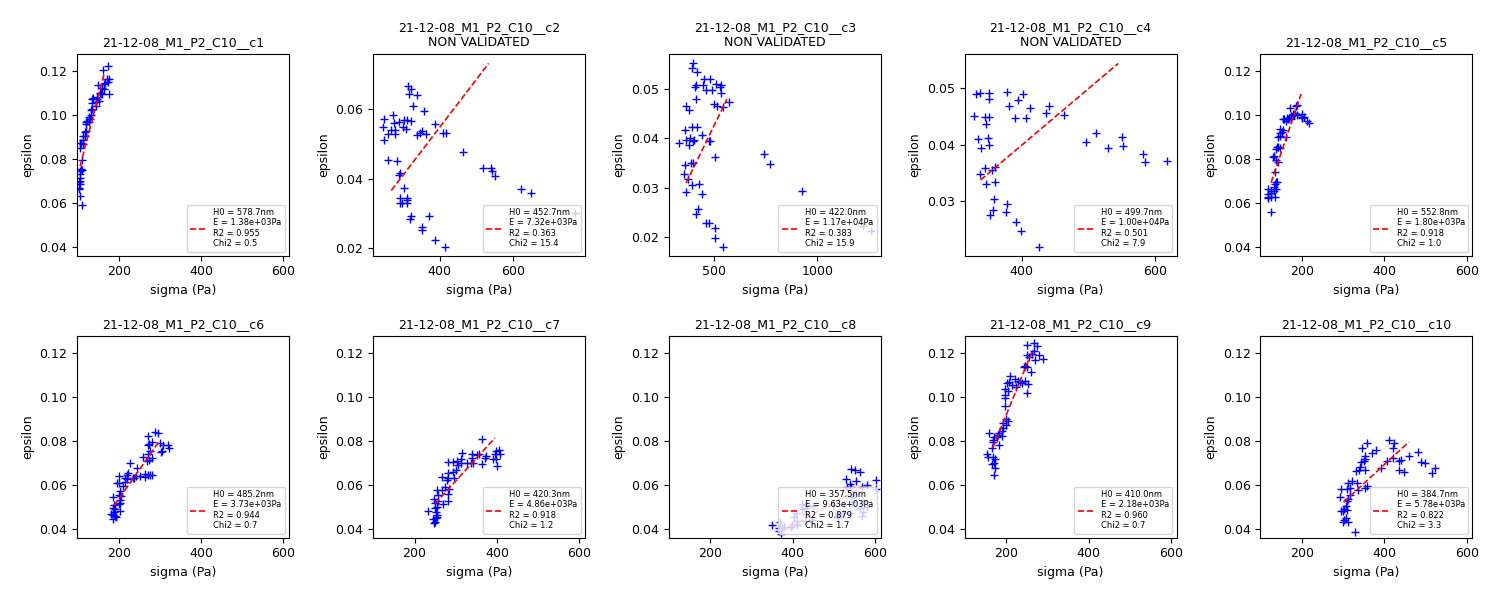 21-12-08_M1_P2_C10__c1
0.12
0.10
0.08
0.06
0.04
epsilon
200
400
600
sigma (Pa)
H0 = 578.7nm
E = 1.38e+03Pa
R2 = 0.955
Chi2 = 0.5
21-12-08_M1_P2_C10__c2
NON VALIDATED
0.06
0.04
0.02
epsilon
400
600
sigma (Pa)
H0 = 452.7nm
E = 7.32e+03Pa
R2 = 0.363
Chi2 = 15.4
21-12-08_M1_P2_C10__c3
NON VALIDATED
0.05
0.04
0.03
0.02
epsilon
500
1000
sigma (Pa)
H0 = 422.0nm
E = 1.17e+04Pa
R2 = 0.383
Chi2 = 15.9
21-12-08_M1_P2_C10__c4
NON VALIDATED
0.05
0.04
0.03
epsilon
400
600
sigma (Pa)
H0 = 499.7nm
E = 1.00e+04Pa
R2 = 0.501
Chi2 = 7.9
21-12-08_M1_P2_C10__c5
0.12
0.10
0.08
0.06
0.04
epsilon
200
400
600
sigma (Pa)
H0 = 552.8nm
E = 1.80e+03Pa
R2 = 0.918
Chi2 = 1.0
21-12-08_M1_P2_C10__c6
0.12
0.10
0.08
0.06
0.04
epsilon
200
400
600
sigma (Pa)
H0 = 485.2nm
E = 3.73e+03Pa
R2 = 0.944
Chi2 = 0.7
21-12-08_M1_P2_C10__c7
0.12
0.10
0.08
0.06
0.04
epsilon
200
400
600
sigma (Pa)
H0 = 420.3nm
E = 4.86e+03Pa
R2 = 0.918
Chi2 = 1.2
21-12-08_M1_P2_C10__c8
0.12
0.10
0.08
0.06
0.04
epsilon
200
400
600
sigma (Pa)
H0 = 357.5nm
E = 9.63e+03Pa
R2 = 0.879
Chi2 = 1.7
21-12-08_M1_P2_C10__c9
0.12
0.10
0.08
0.06
0.04
epsilon
200
400
600
sigma (Pa)
H0 = 410.0nm
E = 2.18e+03Pa
R2 = 0.960
Chi2 = 0.7
21-12-08_M1_P2_C10__c10
0.12
0.10
0.08
0.06
0.04
epsilon
200
400
600
sigma (Pa)
H0 = 384.7nm
E = 5.78e+03Pa
R2 = 0.822
Chi2 = 3.3